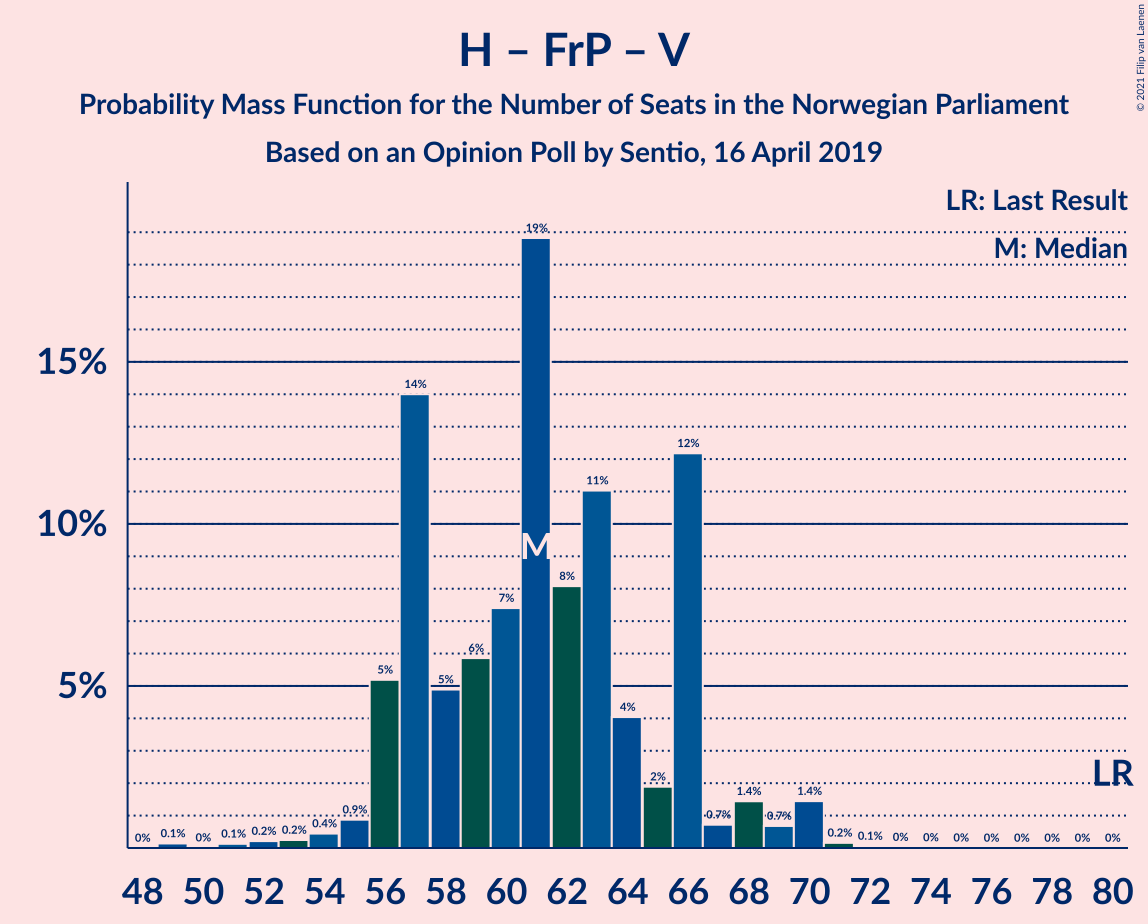 H – FrP – V
Probability Mass Function for the Number of Seats in the Norwegian Parliament
Based on an Opinion Poll by Sentio, 16 April 2019
© 2021 Filip van Laenen
LR: Last Result
M: Median
15%
10%
5%
0% 0.1% 0% 0.1% 0.2% 0.2% 0.4% 0.9% 5% 14% 5% 6% 7% 19% 8% 11% 4% 2% 12% 0.7% 1.4% 0.7% 1.4% 0.2% 0.1% 0% 0% 0% 0% 0% 0% 0% 0%
M
LR
48 50 52 54 56 58 60 62 64 66 68 70 72 74 76 78 80